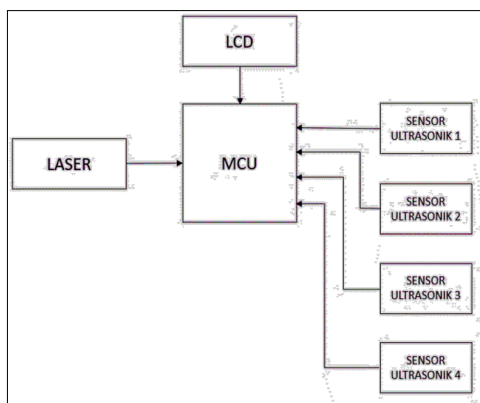 LCD
LASER
MCU
SENSOR
ULTRASONIK 1
SENSOR
ULTRASONIK 2
SENSOR
ULTRASONIK 3
SENSOR
ULTRASONIK 4